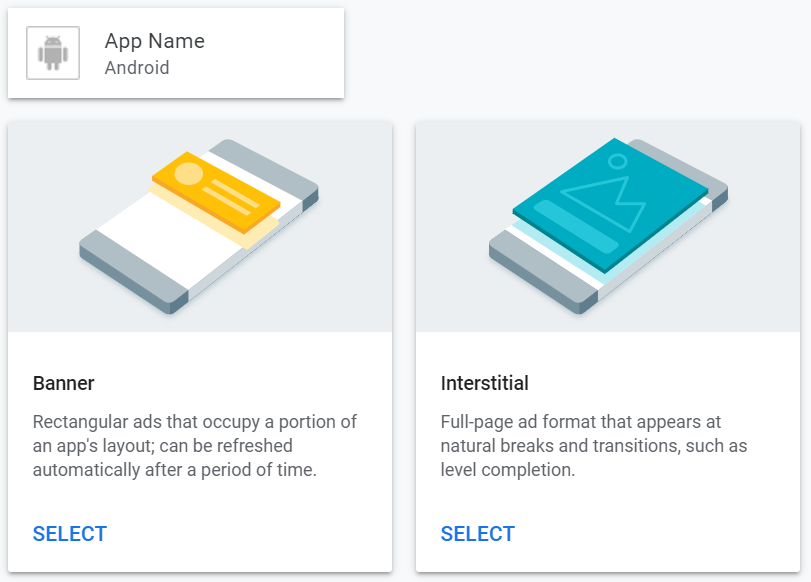 App Name
Android
Banner
Rectangular ads that occupy a portion of
an app's layout; can be refreshed
automatically after a period of time.
SELECT
Interstitial
Full-page ad format that appears at
natural breaks and transitions, such as
level completion.
SELECT